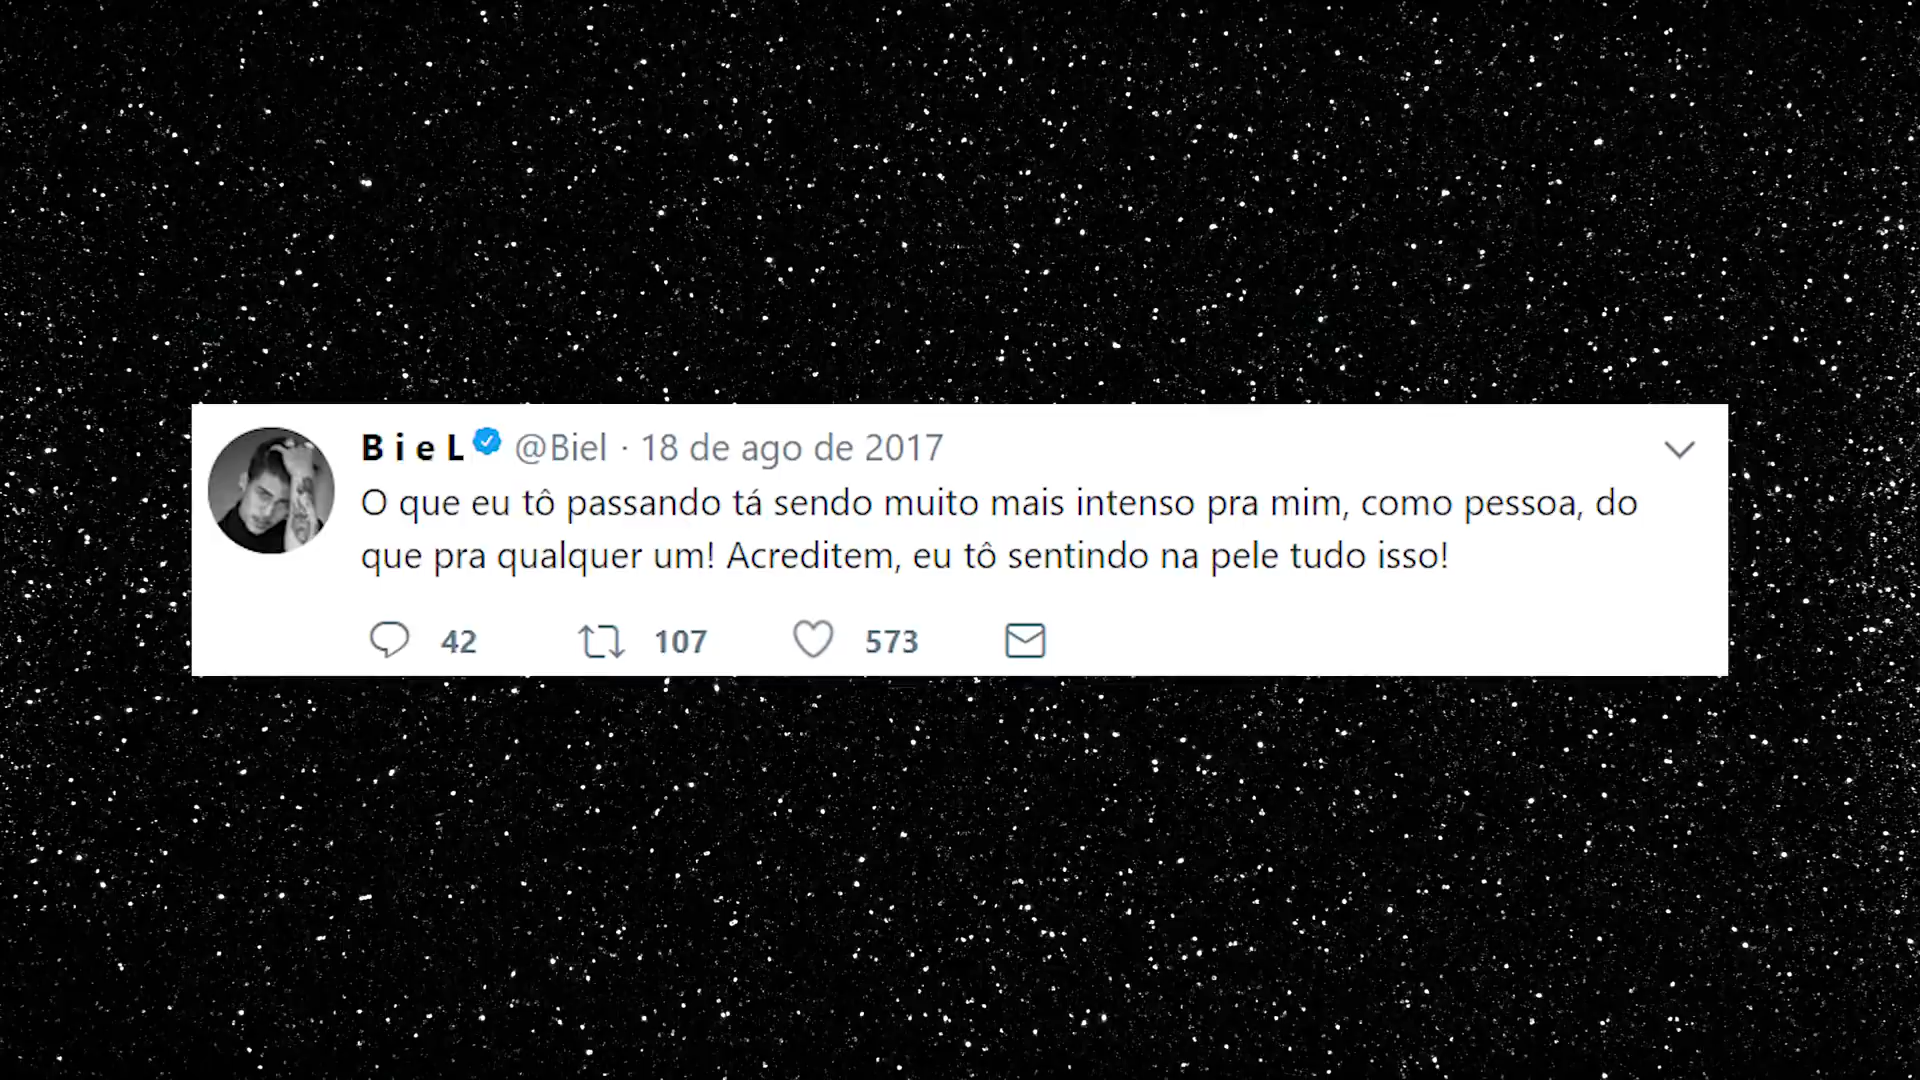 B i e L @Biel · 18 de ago de 2017
O que eu tô passando tá sendo muito mais intenso pra mim, como pessoa, do
que pra qualquer um! Acreditem, eu tô sentindo na pele tudo isso!
42 107 573